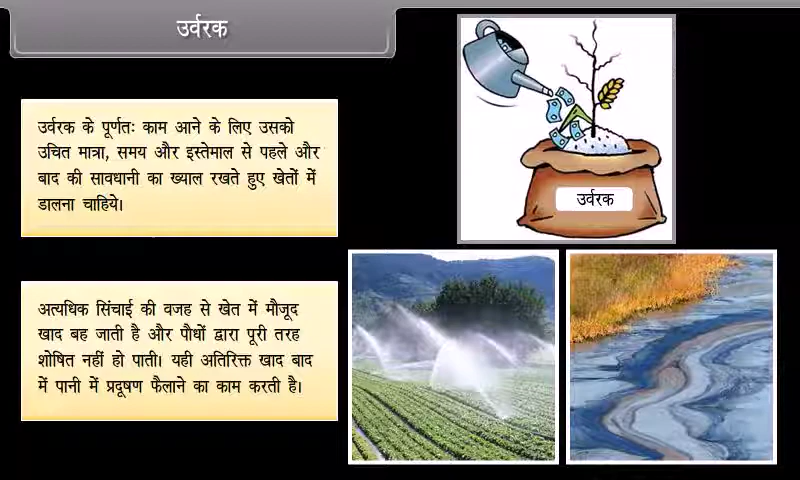 उर्वरक
उर्वरक के पूर्णतः काम आने के लिए उसको
उचित मात्रा, समय और इस्तेमाल से पहले और
बाद की सावधानी का ख्याल रखते हुए खेतों में
डालना चाहिये।
उर्वरक
अत्यधिक सिंचाई की वजह से खेत में मौजूद
खाद बह जाती है और पौधों द्वारा पूरी तरह
शोषित नहीं हो पाती। यही अतिरिक्त खाद बाद
में पानी में प्रदूषण फैलाने का काम करती है।